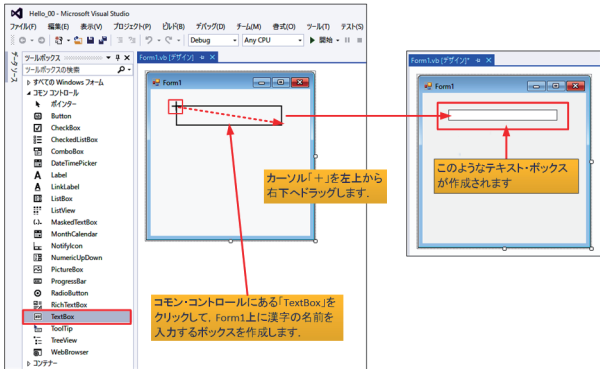 Hello_00 - Microsoft Visual Studio
ファイル(F) 編集(E) 表示(V) プロジェクト(P) ビルド(B) デバッグ(D) チーム(M) 書式(O) ツール(T) テスト(S)
Debug Any CPU 開始
データソース
ツールボックス
ツールボックスの検索
すべての Windows フォーム
コモン コントロール
ポインター
Button
CheckBox
CheckedListBox
ComboBox
DateTimePicker
Label
LinkLabel
ListBox
ListView
MaskedTextBox
MonthCalendar
NotifyIcon
NumericUpDown
PictureBox
ProgressBar
RadioButton
RichTextBox
TextBox
ToolTip
TreeView
WebBrowser
コンテナー
Form1.vb [デザイン]
Form1
カーソル「+」を左上から
右下へドラッグします.
コモン・コントロールにある「TextBox」を
クリックして, Form1上に漢字の名前を
入力するボックスを作成します.
Form1.vb [デザイン]*
Form1
このようなテキスト・ボックス
が作成されます